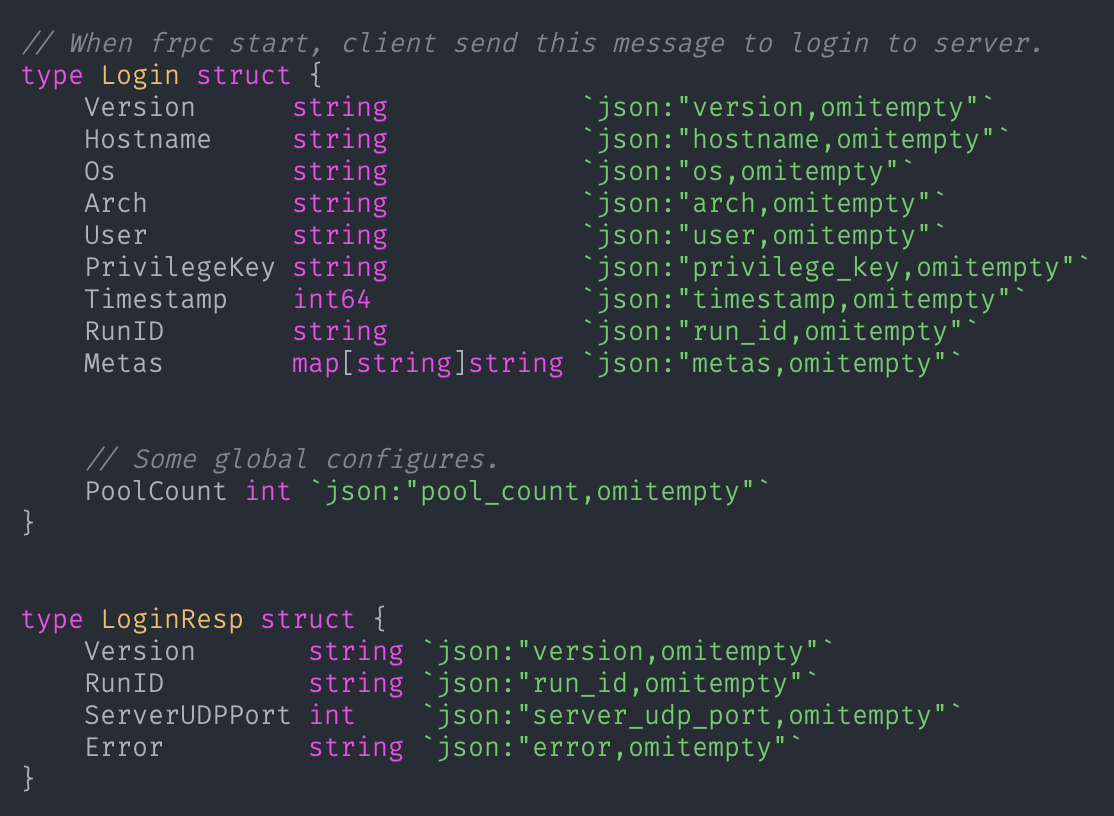 // When frpc start, client send this message to login to server.
type Login struct {
    Version      string            `json:"version,omitempty"`
    Hostname     string            `json:"hostname,omitempty"`
    Os           string            `json:"os,omitempty"`
    Arch         string            `json:"arch,omitempty"`
    User         string            `json:"user,omitempty"`
    PrivilegeKey string            `json:"privilege_key,omitempty"`
    Timestamp    int64             `json:"timestamp,omitempty"`
    RunID        string            `json:"run_id,omitempty"`
    Metas        map[string]string `json:"metas,omitempty"`
    // Some global configures.
    PoolCount int `json:"pool_count,omitempty"`
}
type LoginResp struct {
    Version       string `json:"version,omitempty"`
    RunID         string `json:"run_id,omitempty"`
    ServerUDPPort int    `json:"server_udp_port,omitempty"`
    Error         string `json:"error,omitempty"`
}